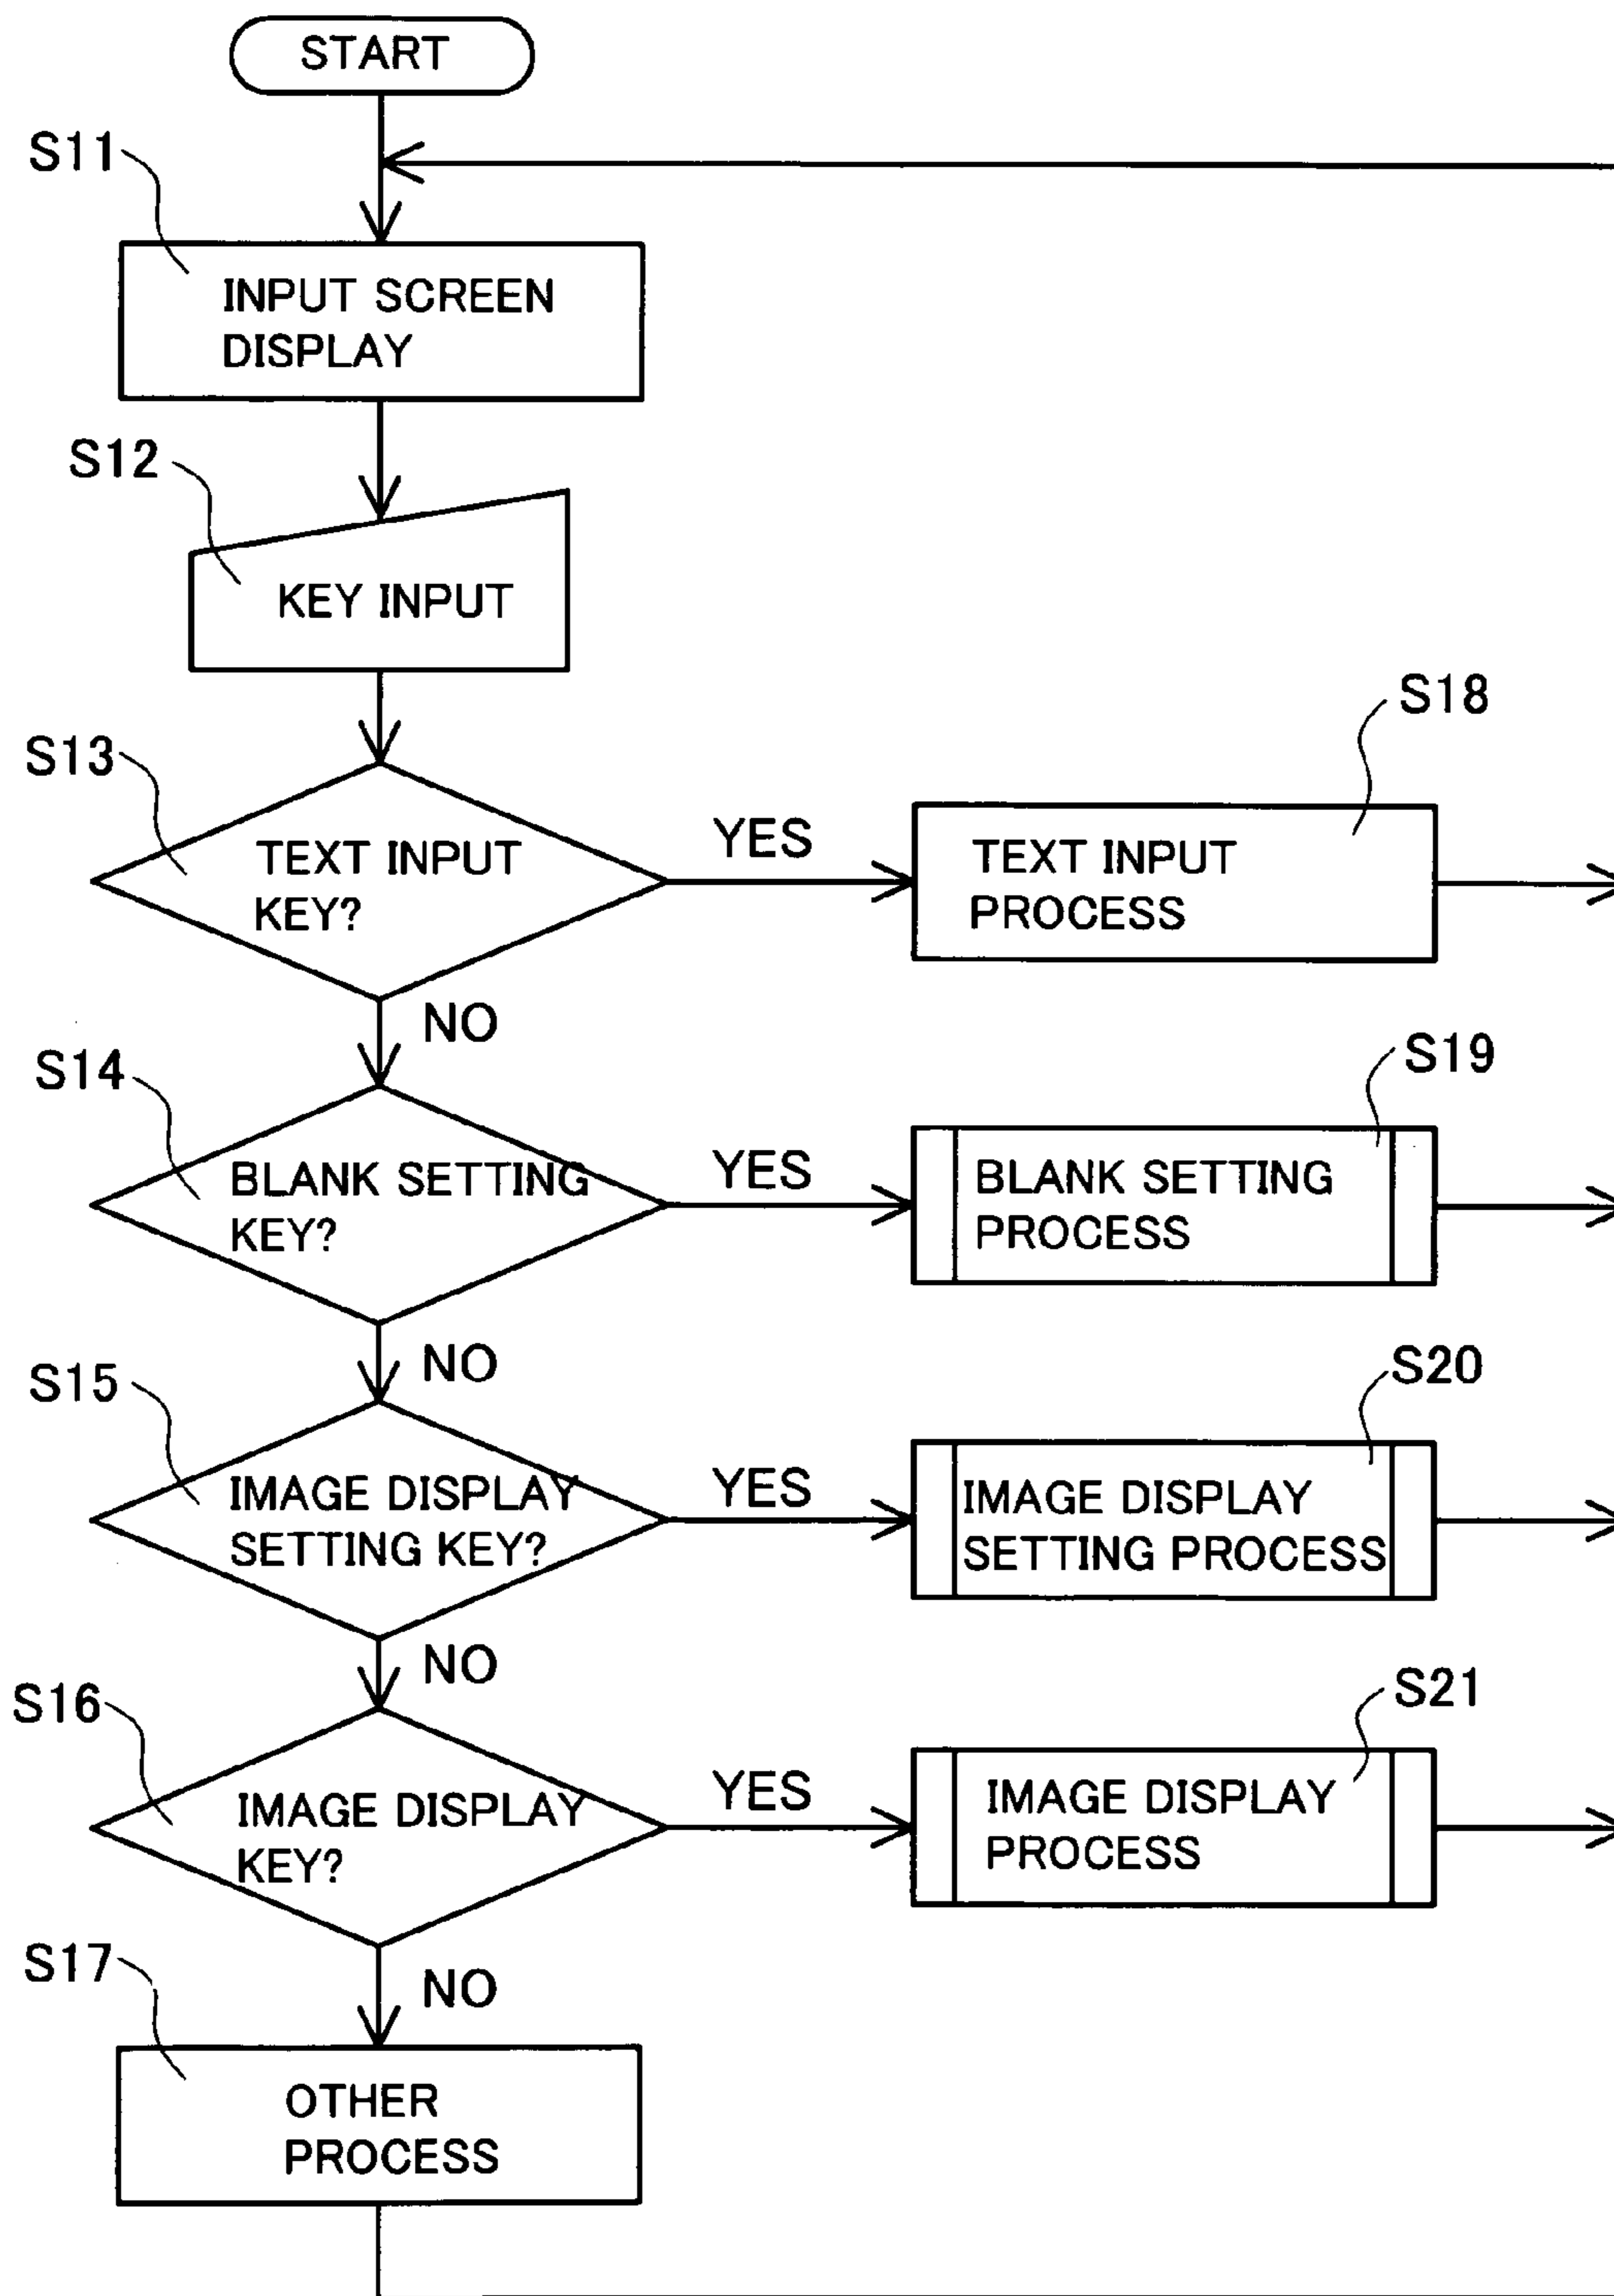 START
S11
INPUT SCREEN
DISPLAY
S12
KEY INPUT
S13
TEXT INPUT
KEY?
YES
S18
TEXT INPUT
PROCESS
NO
S14
BLANK SETTING
KEY?
YES
S19
BLANK SETTING
PROCESS
NO
S15
IMAGE DISPLAY
SETTING KEY?
YES
S20
IMAGE DISPLAY
SETTING PROCESS
NO
S16
IMAGE DISPLAY
KEY?
YES
S21
IMAGE DISPLAY
PROCESS
NO
S17
OTHER
PROCESS